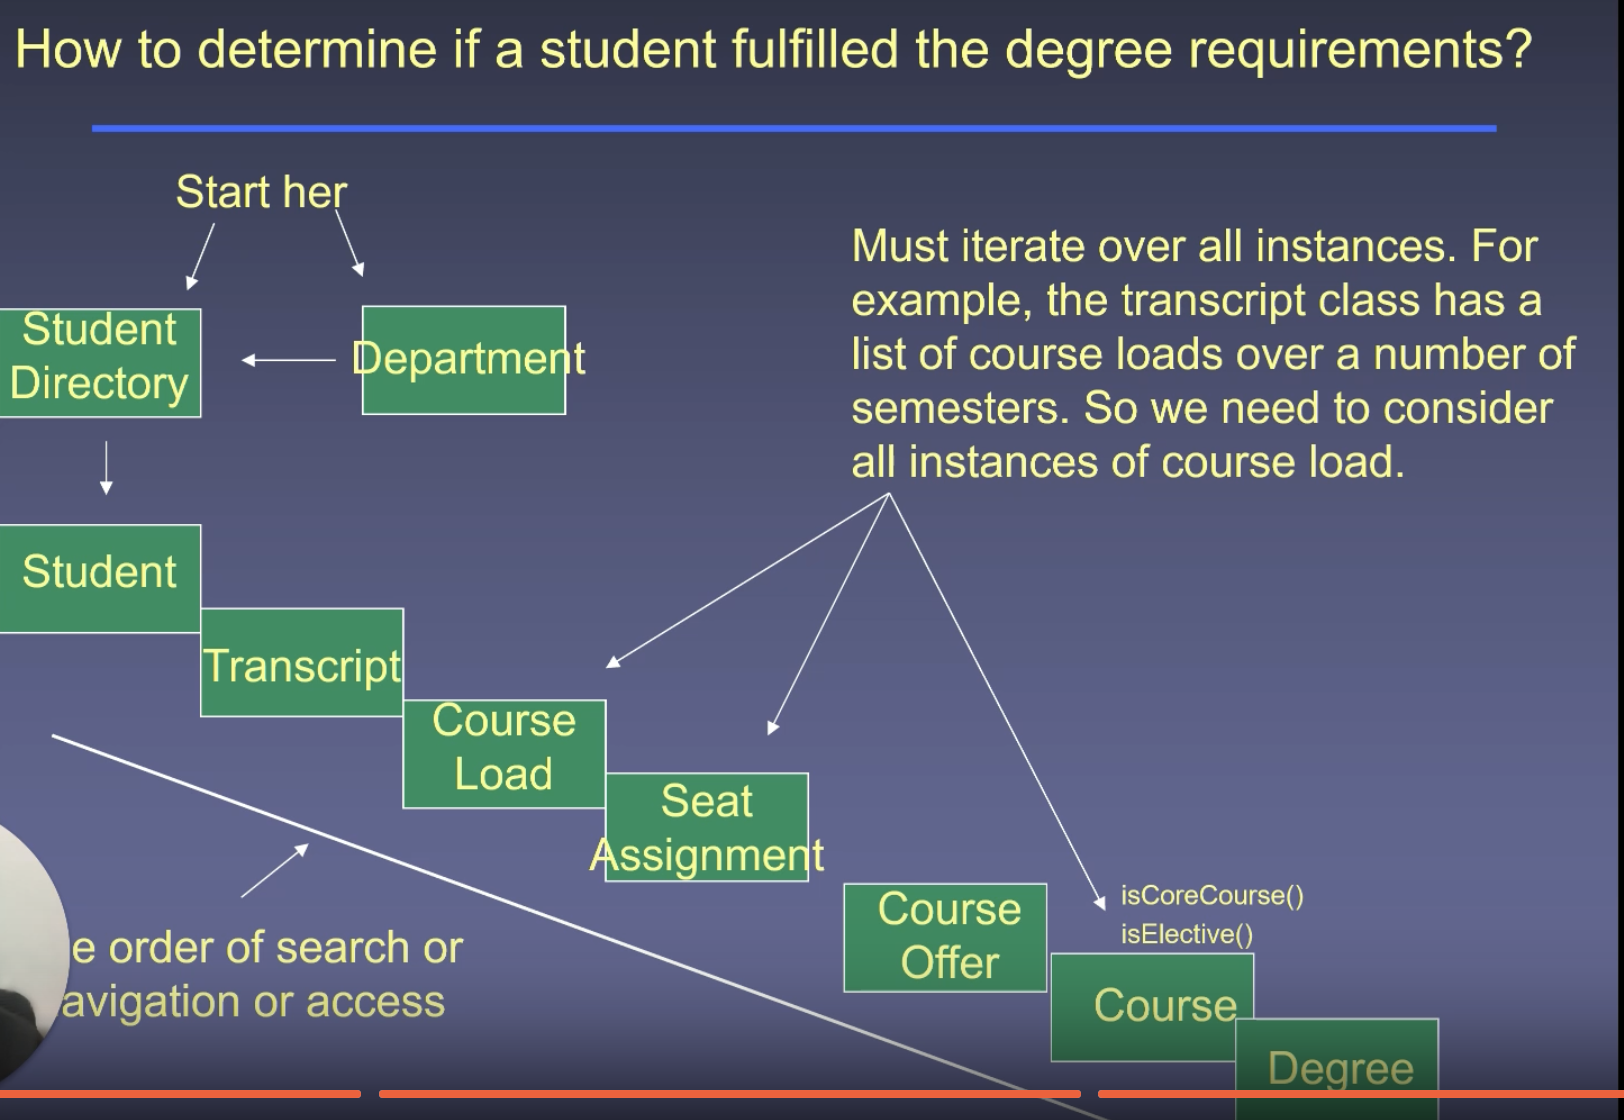 How to determine if a student fulfilled the degree requirements?
Start her
Must iterate over all instances. For
example, the transcript class has a
list of course loads over a number of
semesters. So we need to consider
all instances of course load.
Student
Directory
Department
Student
Transcript
Course
Load
Seat
Assignment
Course
Offer
isCoreCourse()
isElective()
Course
Degree
e order of search or
avigation or access